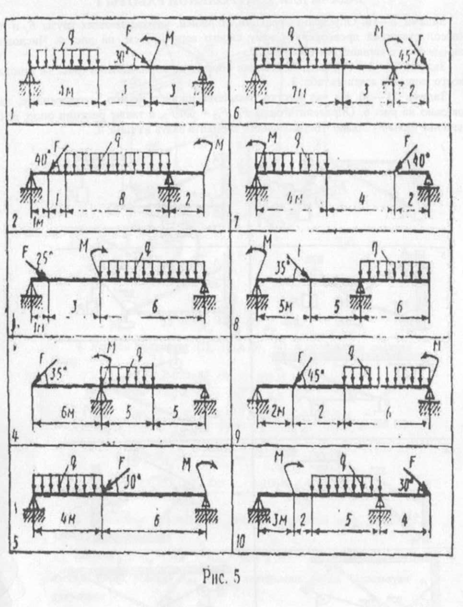 q F 30° M
4м 3 3
1
q M 45° F
7м 3 2
6
40° F q M
1м 1 8 2
2
M q F 40°
4м 4 2
7
F 25° M q
1м 3 6
M 35° q
5м 5 6
8
F 35° M q
6м 5 5
4
F 45° q M
2м 2 6
9
q F 30° M
4м 6
5
M q 30° F
3м 2 5 4
10
Рис. 5